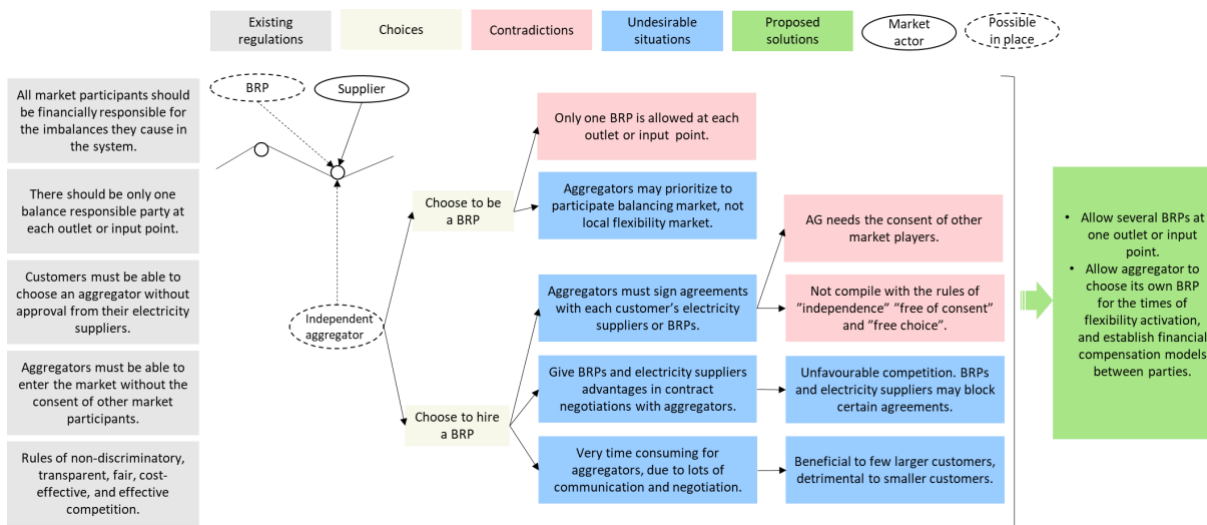 Existing
regulations
Choices
Contradictions
Undesirable
situations
Proposed
solutions
Market
actor
Possible
in place
All market participants should
be financially responsible for
the imbalances they cause in
the system.
There should be only one
balance responsible party at
each outlet or input point.
Customers must be able to
choose an aggregator without
approval from their electricity
suppliers.
Aggregators must be able to
enter the market without the
consent of other market
participants.
Rules of non-discriminatory,
transparent, fair, cost-
effective, and effective
competition.
BRP
Supplier
Independent
aggregator
Choose to be
a BRP
Choose to hire
a BRP
Only one BRP is allowed at each
outlet or input point.
Aggregators may prioritize to
participate balancing market, not
local flexibility market.
Aggregators must sign agreements
with each customer's electricity
suppliers or BRPs.
Give BRPs and electricity suppliers
advantages in contract
negotiations with aggregators.
Very time consuming for
aggregators, due to lots of
communication and negotiation.
AG needs the consent of other
market players.
Not compile with the rules of
"independence" "free of consent"
and "free choice".
Unfavourable competition. BRPs
and electricity suppliers may block
certain agreements.
Beneficial to few larger customers,
detrimental to smaller customers.
• Allow several BRPs at
one outlet or input
point.
• Allow aggregator to
choose its own BRP
for the times of
flexibility activation,
and establish financial
compensation models
between parties.